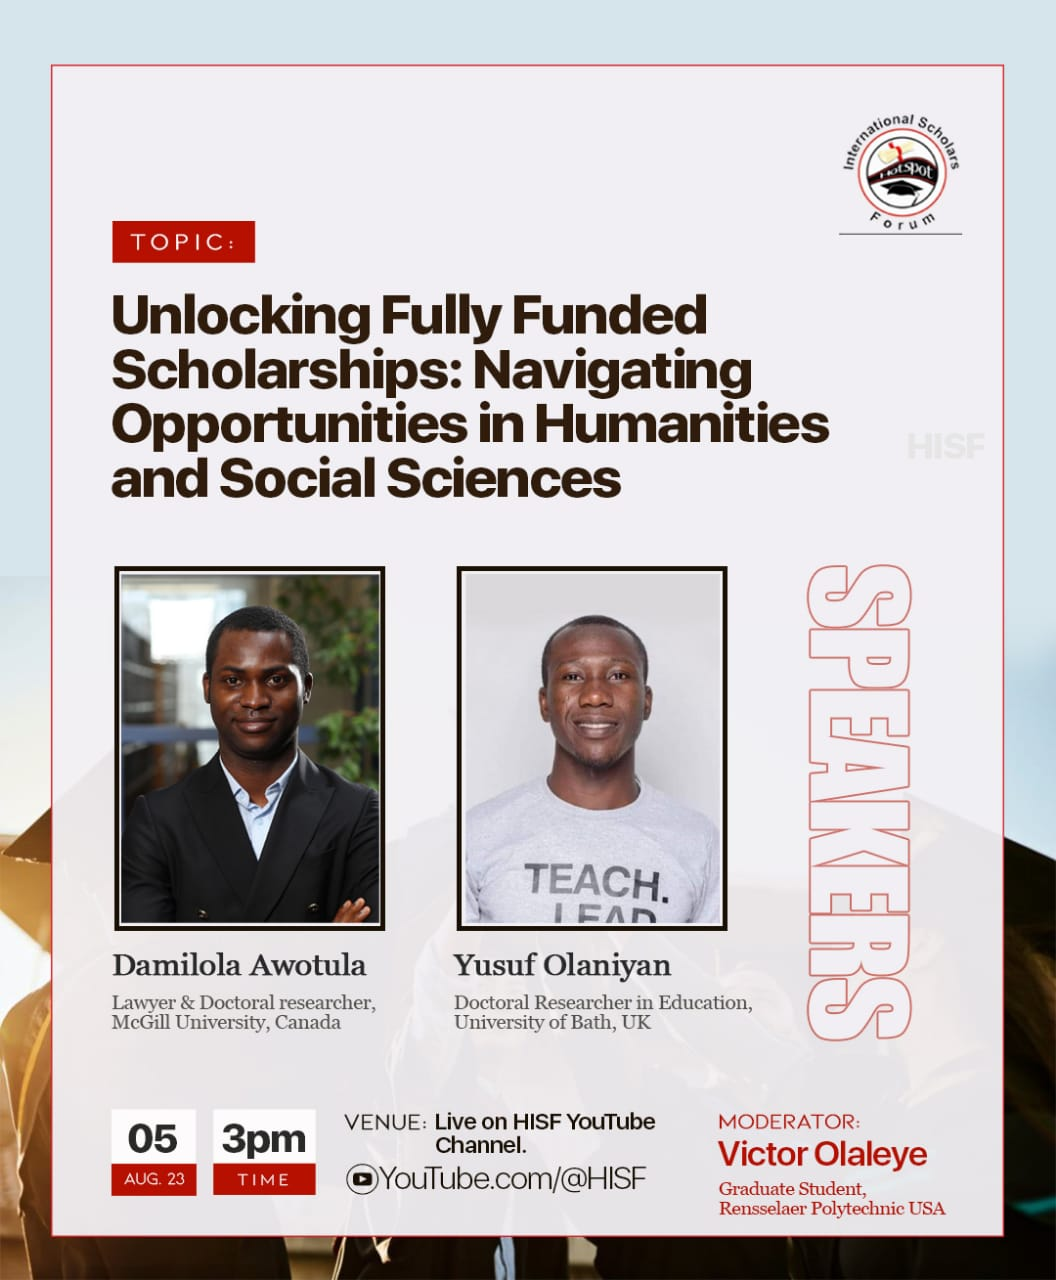 International Scholars
Hotspot
Forum
TOPIC:
Unlocking Fully Funded
Scholarships: Navigating
Opportunities in Humanities
and Social Sciences
HISF
SPEAKERS
TEACH.
LEAD
Damilola Awotula
Lawyer & Doctoral researcher,
McGill University, Canada
Yusuf Olaniyan
Doctoral Researcher in Education,
University of Bath, UK
05
AUG. 23
3pm
TIME
VENUE: Live on HISF YouTube
Channel.
YouTube.com/@HISF
MODERATOR:
Victor Olaleye
Graduate Student,
Rensselaer Polytechnic USA